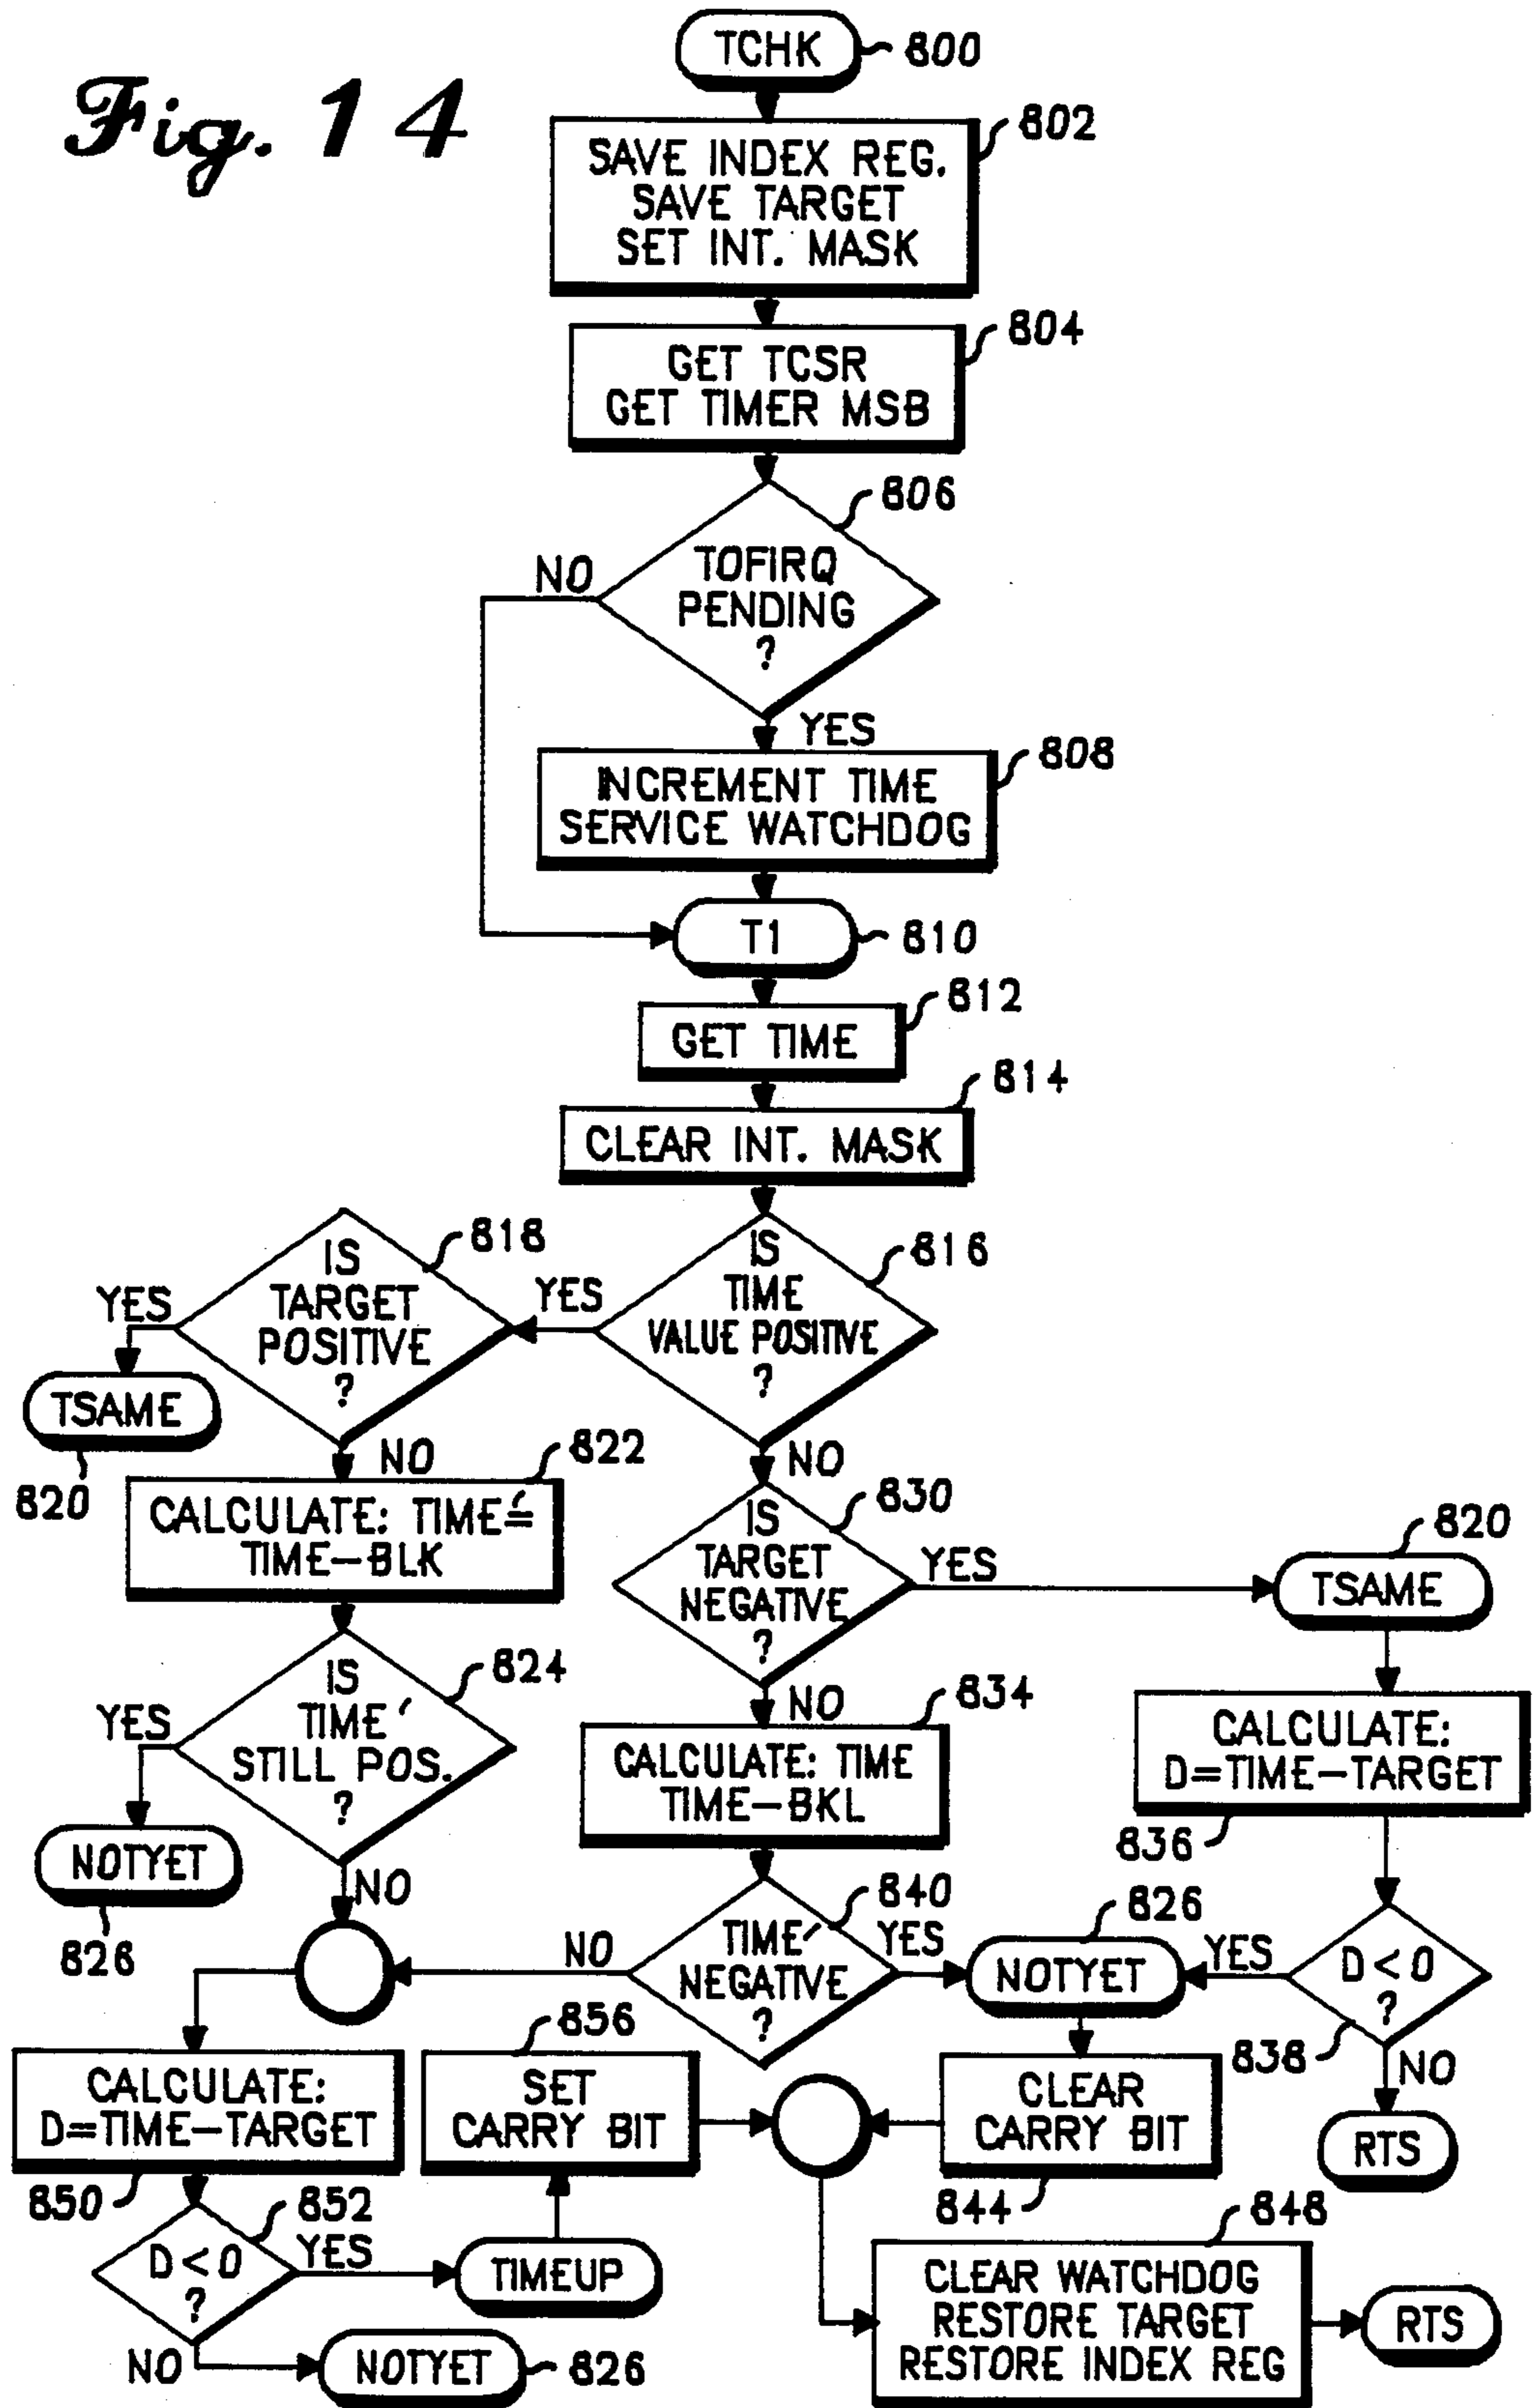 Fig. 14
TCHK
800
802
SAVE INDEX REG.
SAVE TARGET
SET INT. MASK
804
GET TCSR
GET TIMER MSB
806
TOFIRQ
PENDING
?
NO
YES
808
INCREMENT TIME
SERVICE WATCHDOG
T1
810
812
GET TIME
814
CLEAR INT. MASK
818
IS
TARGET
POSITIVE
?
YES
YES
IS
TIME
VALUE POSITIVE
?
816
TSAME
820
NO
822
CALCULATE: TIME'=
TIME-BLK
NO
830
IS
TARGET
NEGATIVE
?
YES
820
TSAME
824
IS
TIME'
STILL POS.
?
YES
NO
834
CALCULATE: TIME
TIME-BKL
CALCULATE:
D=TIME-TARGET
836
NOTYET
826
NO
NO
840
TIME'
NEGATIVE
?
YES
826
NOTYET
YES
D<0
?
838
NO
RTS
CALCULATE:
D=TIME-TARGET
850
856
SET
CARRY BIT
CLEAR
CARRY BIT
844
852
D<0
?
YES
TIMEUP
NO
NOTYET
826
848
CLEAR WATCHDOG
RESTORE TARGET
RESTORE INDEX REG
RTS